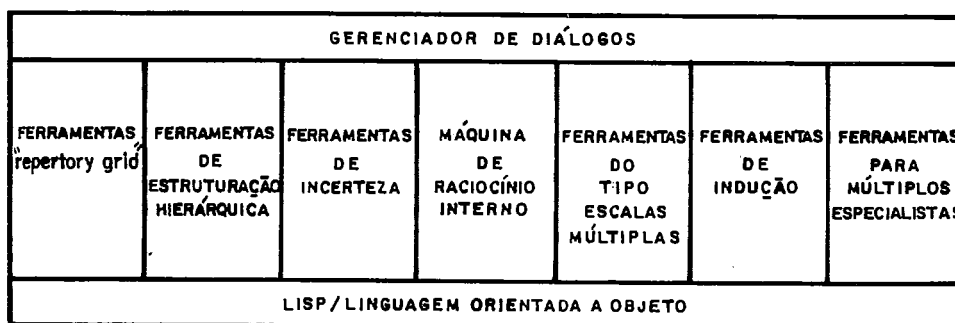 GERENCIADOR DE DIÁLOGOS
FERRAMENTAS
"repertory grid"
FERRAMENTAS
DE
ESTRUTURAÇÃO
HIERÁRQUICA
FERRAMENTAS
DE
INCERTEZA
MÁQUINA
DE
RACIOCÍNIO
INTERNO
FERRAMENTAS
DO
TIPO
ESCALAS
MÚLTIPLAS
FERRAMENTAS
DE
INDUÇÃO
FERRAMENTAS
PARA
MÚLTIPLOS
ESPECIALISTAS
LISP/LINGUAGEM ORIENTADA A OBJETO